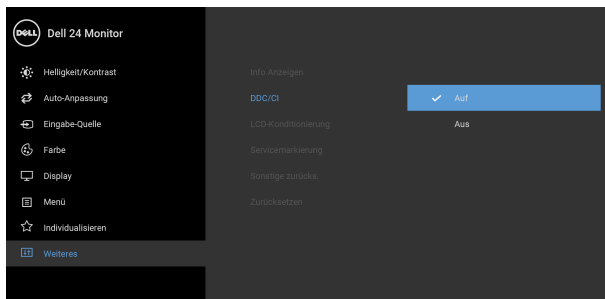 DELL
Dell 24 Monitor
Helligkeit/Kontrast
Auto-Anpassung
Eingabe-Quelle
Farbe
Display
Menü
Individualisieren
Weiteres
Info Anzeigen
DDC/CI
LCD-Konditionierung
Servicemarkierung
Sonstige zurücks.
Zurücksetzen
Auf
Aus